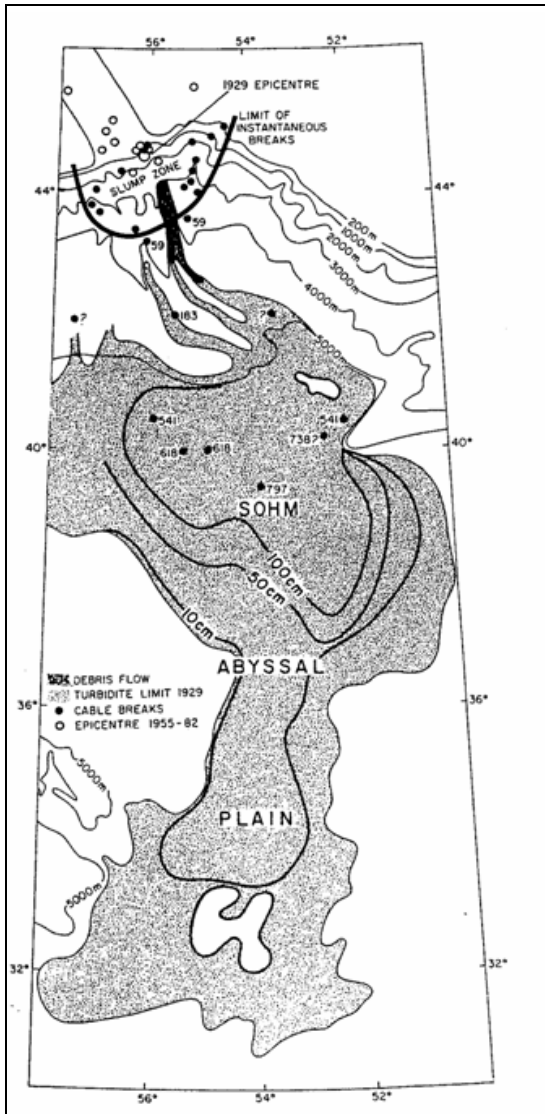 56°
54°
52°
1929 EPICENTRE
LIMIT OF
INSTANTANEOUS
BREAKS
44°
SLUMP ZONE
44°
59
200m
1000m
2000m
3000m
4000m
5000m
59
183
?
?
541
541
40°
40°
738?
618
618
797
SOHM
100cm
50cm
10cm
ABYSSAL
DEBRIS FLOW
TURBIDITE LIMIT 1929
CABLE BREAKS
EPICENTRE 1955-82
36°
36°
5000m
PLAIN
5000m
32°
32°
56°
54°
52°